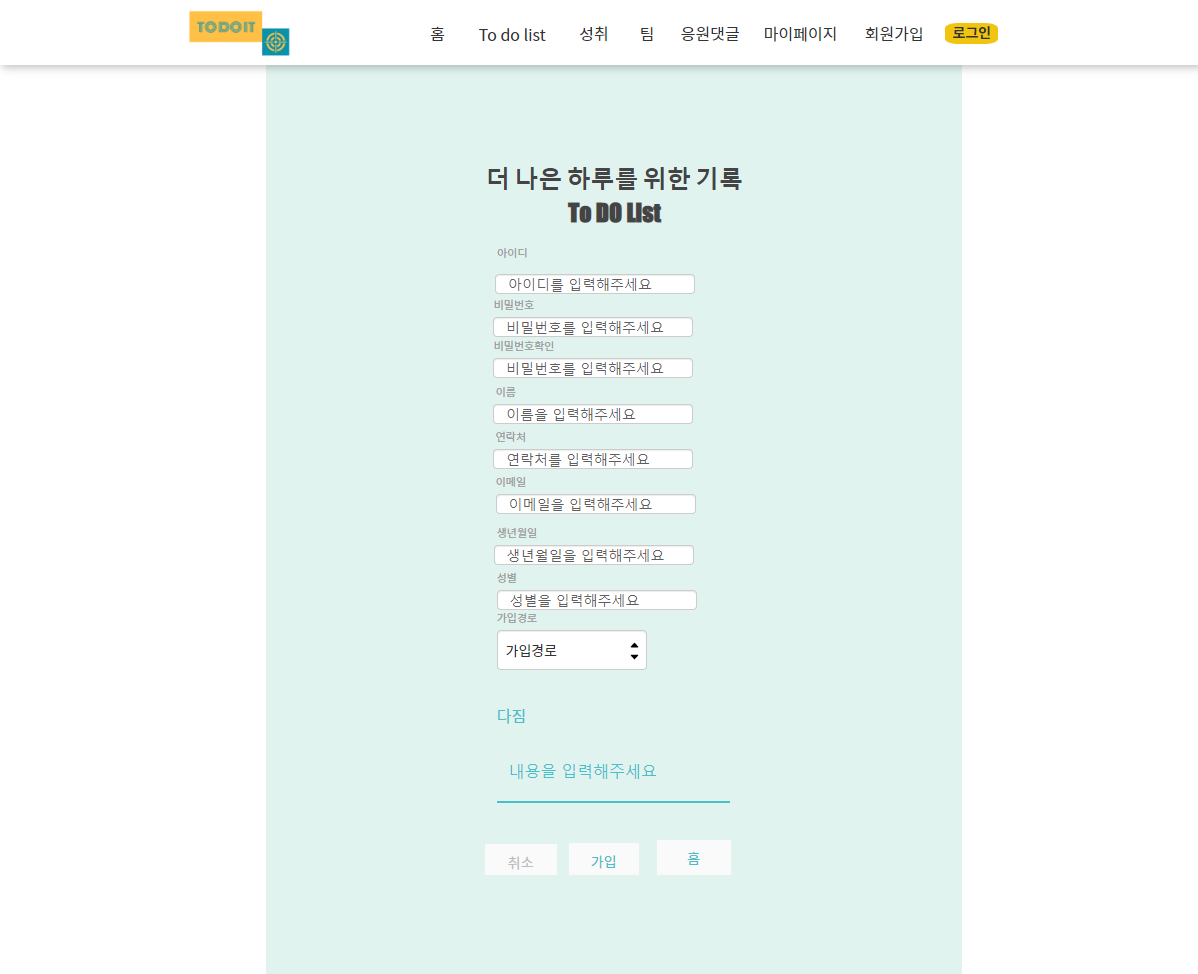 TODOIT
홈 To do list 성취 팀 응원댓글 마이페이지 회원가입 로그인
더 나은 하루를 위한 기록
To DO List
아이디
아이디를 입력해주세요
비밀번호
비밀번호를 입력해주세요
비밀번호확인
비밀번호를 입력해주세요
이름
이름을 입력해주세요
연락처
연락처를 입력해주세요
이메일
이메일을 입력해주세요
생년월일
생년월일을 입력해주세요
성별
성별을 입력해주세요
가입경로
가입경로
다짐
내용을 입력해주세요
취소 가입 홈